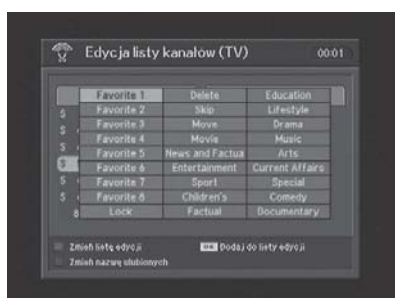 Edycja listy kanałów (TV) 00:01
Favorite 1 Delete Education
Favorite 2 Skip Lifestyle
Favorite 3 Move Drama
Favorite 4 Movie Music
Favorite 5 News and Factua Arts
Favorite 6 Entertainment Current Affairs
Favorite 7 Sport Special
Favorite 8 Children's Comedy
8 Lock Factual Documentary
Zmień listę edycji OK Dodaj do listy edycji
Zmień nazwę ulubionych